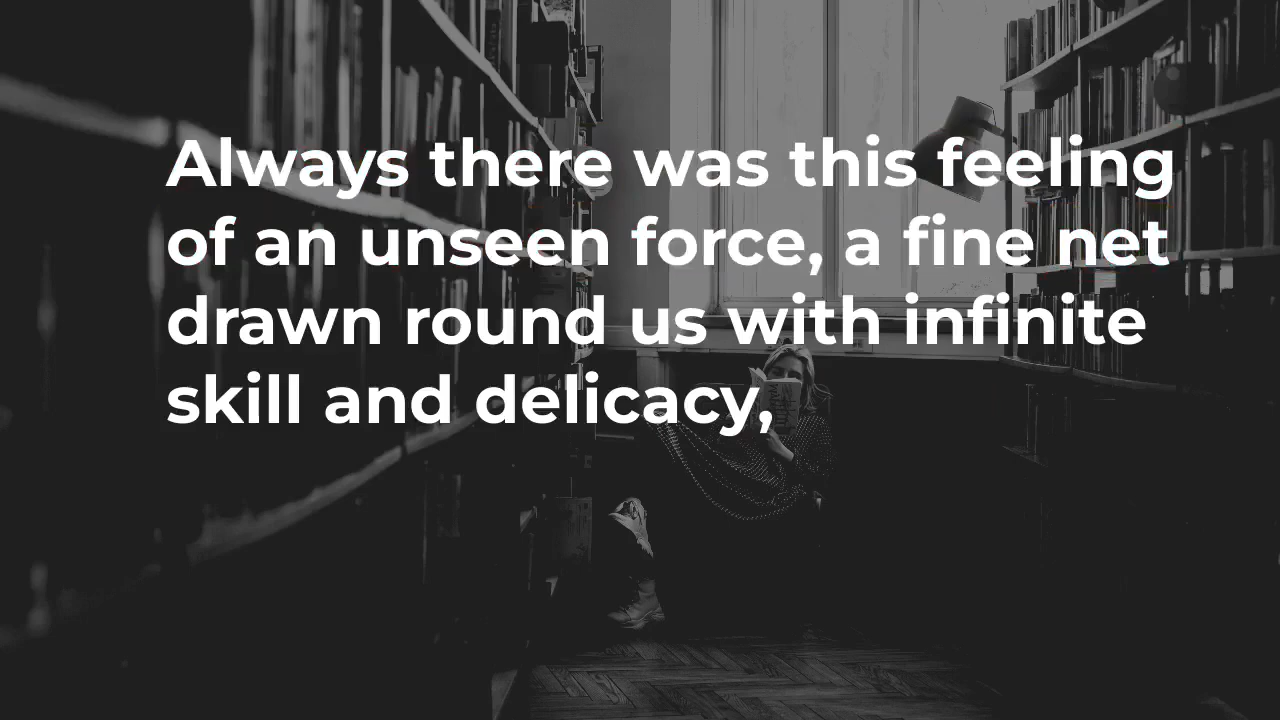 Always there was this feeling
of an unseen force, a fine net
drawn round us with infinite
skill and delicacy,